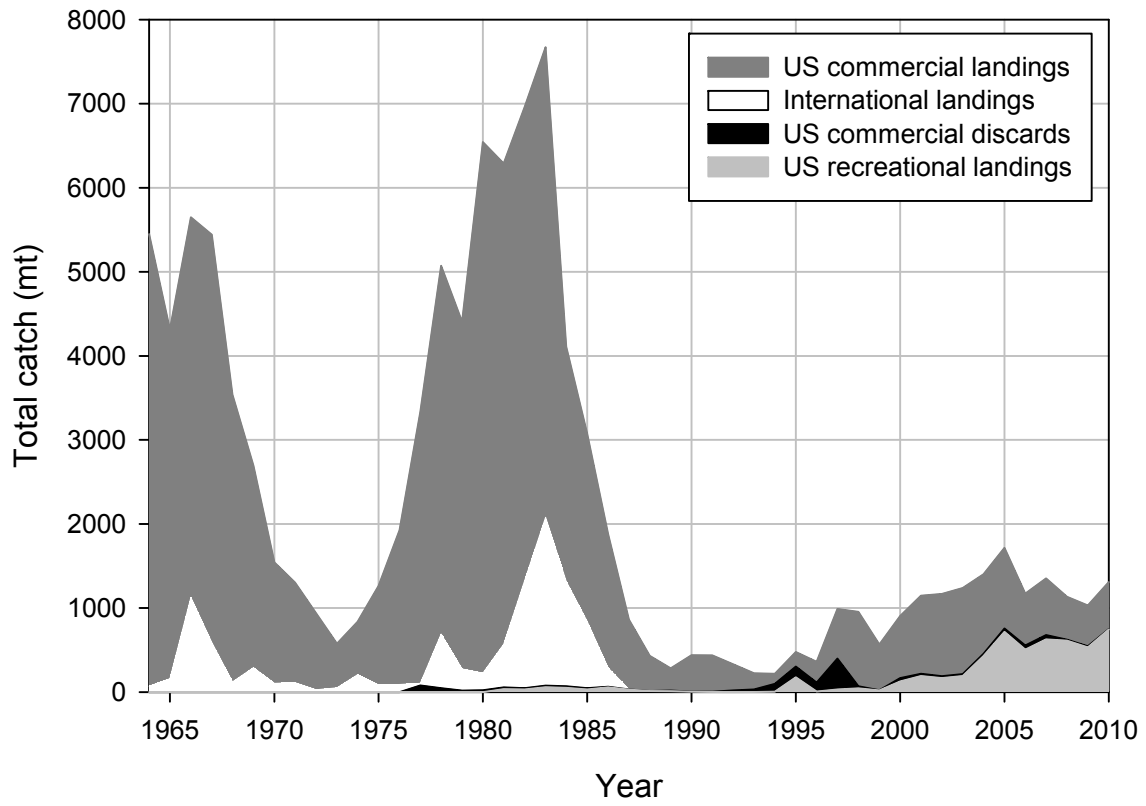 8000
7000
6000
5000
4000
3000
2000
1000
0
Total catch (mt)
US commercial landings
International landings
US commercial discards
US recreational landings
1965 1970 1975 1980 1985 1990 1995 2000 2005 2010
Year